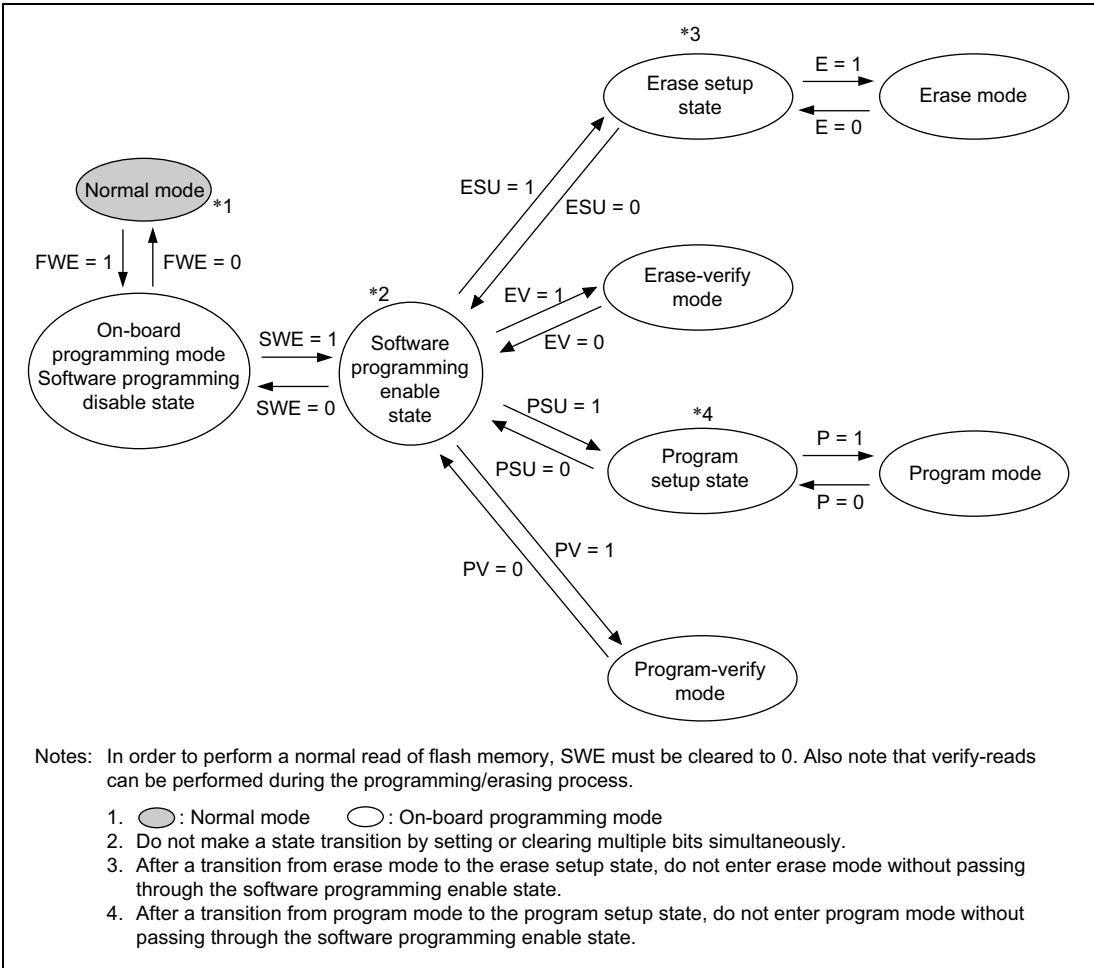 *3
Erase setup
state
E = 1
E = 0
Erase mode
Normal mode
*1
ESU = 1
ESU = 0
FWE = 1
FWE = 0
Erase-verify
mode
*2
EV = 1
EV = 0
On-board
programming mode
Software programming
disable state
SWE = 1
SWE = 0
Software
programming
enable
state
PSU = 1
PSU = 0
*4
Program
setup state
P = 1
P = 0
Program mode
PV = 1
PV = 0
Program-verify
mode
Notes: In order to perform a normal read of flash memory, SWE must be cleared to 0. Also note that verify-reads
can be performed during the programming/erasing process.
1. : Normal mode : On-board programming mode
2. Do not make a state transition by setting or clearing multiple bits simultaneously.
3. After a transition from erase mode to the erase setup state, do not enter erase mode without passing
through the software programming enable state.
4. After a transition from program mode to the program setup state, do not enter program mode without
passing through the software programming enable state.